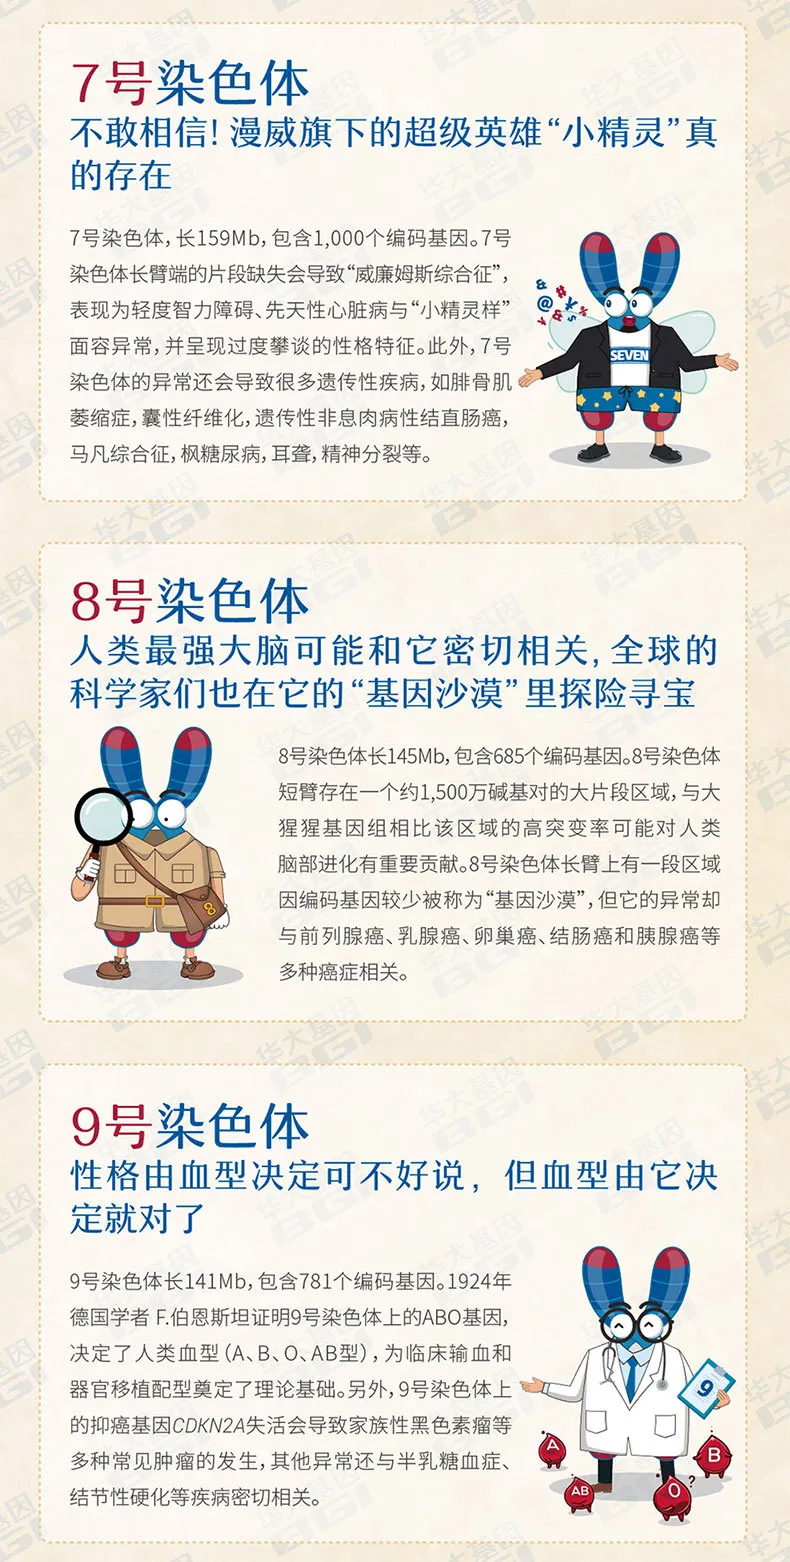 7号染色体
不敢相信！漫威旗下的超级英雄“小精灵”真
的存在
7号染色体，长159Mb，包含1,000个编码基因。7号
染色体长臂端的片段缺失会导致“威廉姆斯综合征”，
表现为轻度智力障碍、先天性心脏病与“小精灵样”
面容异常，并呈现过度攀谈的性格特征。此外，7号
染色体的异常还会导致很多遗传性疾病，如腓骨肌
萎缩症，囊性纤维化，遗传性非息肉病性结直肠癌，
马凡综合征，枫糖尿病，耳聋，精神分裂等。
SEVEN
8号染色体
人类最强大脑可能和它密切相关，全球的
科学家们也在它的“基因沙漠”里探险寻宝
8号染色体长145Mb，包含685个编码基因。8号染色体
短臂存在一个约1,500万碱基对的大片段区域，与大
猩猩基因组相比该区域的高突变率可能对人类
脑部进化有重要贡献。8号染色体长臂上有一段区域
因编码基因较少被称为“基因沙漠”，但它的异常却
与前列腺癌、乳腺癌、卵巢癌、结肠癌和胰腺癌等
多种癌症相关。
8
9号染色体
性格由血型决定可不好说，但血型由它决
定就对了
9号染色体长141Mb，包含781个编码基因。1924年
德国学者 F.伯恩斯坦证明9号染色体上的ABO基因，
决定了人类血型（A、B、O、AB型），为临床输血和
器官移植配型奠定了理论基础。另外，9号染色体上
的抑癌基因CDKN2A失活会导致家族性黑色素瘤等
多种常见肿瘤的发生，其他异常还与半乳糖血症、
结节性硬化等疾病密切相关。
9
A
B
AB
O
?
华大基因
BGI